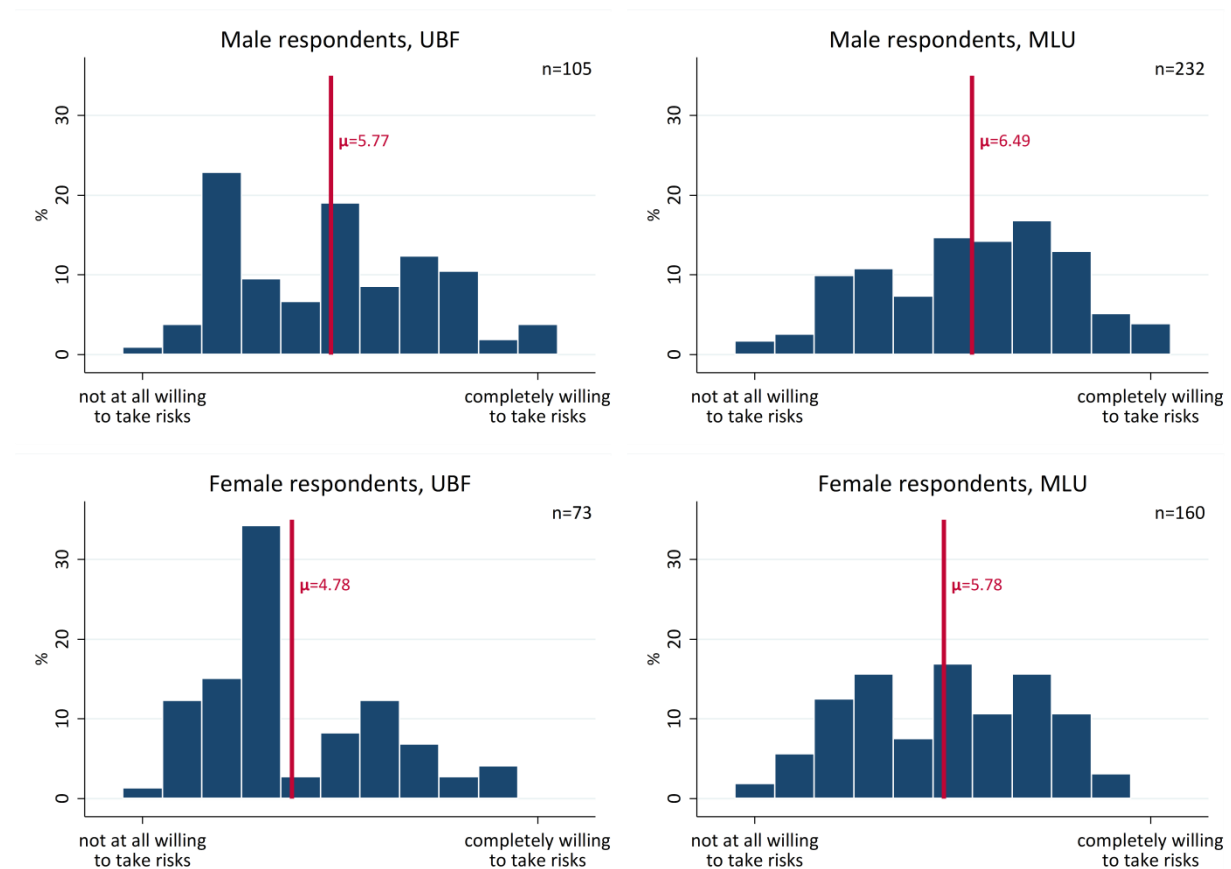 Male respondents, UBF
n=105
30
20
10
0
%
μ=5.77
not at all willing
to take risks
completely willing
to take risks
Male respondents, MLU
n=232
30
20
10
0
%
μ=6.49
not at all willing
to take risks
completely willing
to take risks
Female respondents, UBF
n=73
30
20
10
0
%
μ=4.78
not at all willing
to take risks
completely willing
to take risks
Female respondents, MLU
n=160
30
20
10
0
%
μ=5.78
not at all willing
to take risks
completely willing
to take risks